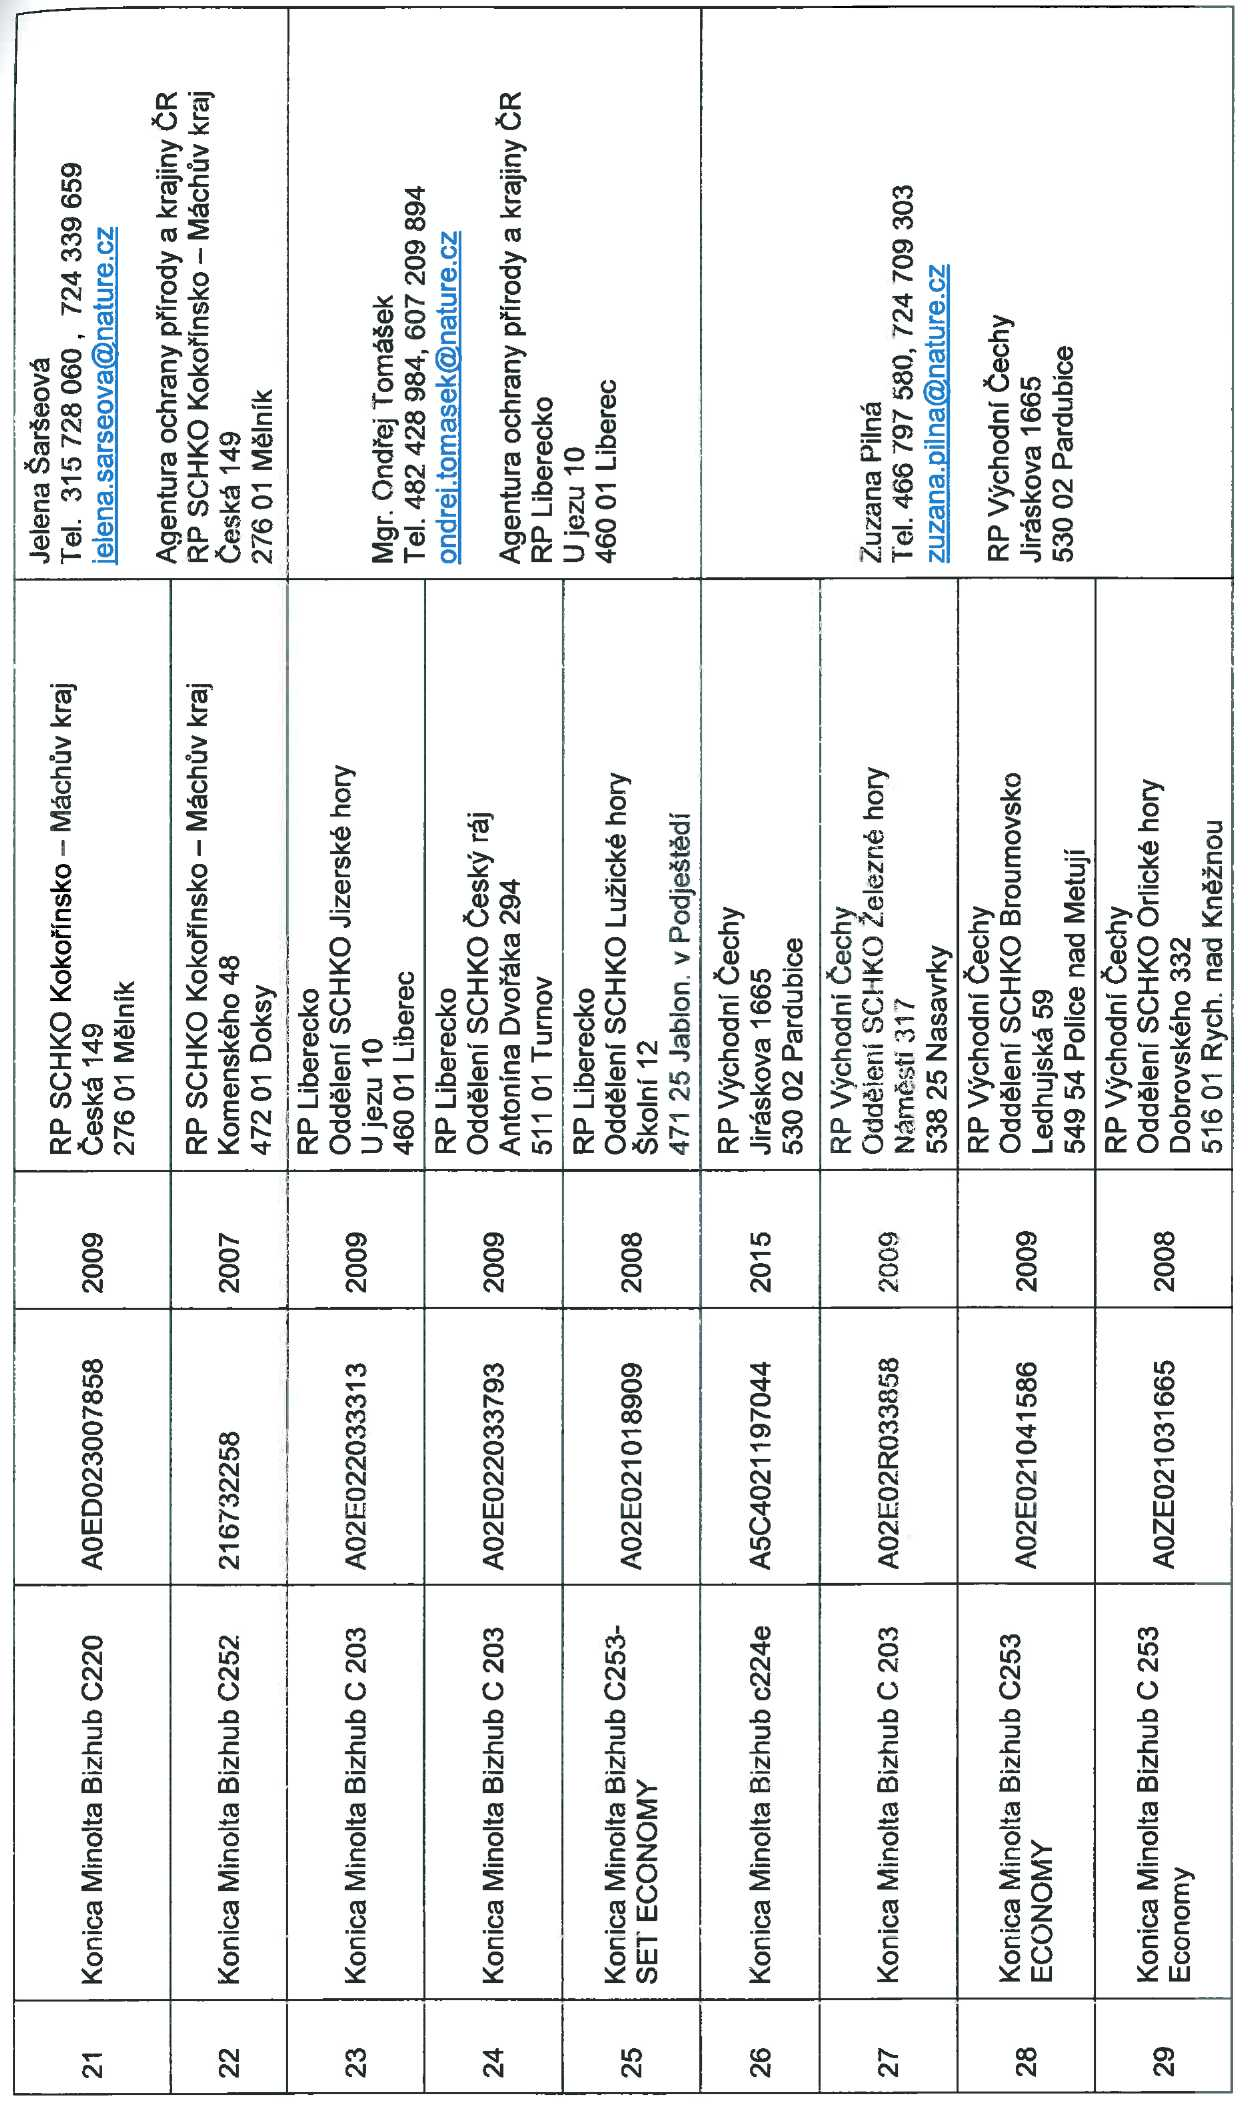 21
Konica Minolta Bizhub C220
A0ED023007858
2009
RP SCHKO Kokořínsko – Máchův kraj
Česká 149
276 01 Mělník
Jelena Šaršeová
Tel. 315 728 060 , 724 339 659
jelena.sarseova@nature.cz
Agentura ochrany přírody a krajiny ČR
RP SCHKO Kokořínsko – Máchův kraj
Česká 149
276 01 Mělník
22
Konica Minolta Bizhub C252
216732258
2007
RP SCHKO Kokořínsko – Máchův kraj
Komenského 48
472 01 Doksy
23
Konica Minolta Bizhub C 203
A02E022033313
2009
RP Liberecko
Oddělení SCHKO Jizerské hory
U jezu 10
460 01 Liberec
Mgr. Ondřej Tomášek
Tel. 482 428 984, 607 209 894
ondrej.tomasek@nature.cz
Agentura ochrany přírody a krajiny ČR
RP Liberecko
U jezu 10
460 01 Liberec
24
Konica Minolta Bizhub C 203
A02E022033793
2009
RP Liberecko
Oddělení SCHKO Český ráj
Antonína Dvořáka 294
511 01 Turnov
25
Konica Minolta Bizhub C253-
SET ECONOMY
A02E021018909
2008
RP Liberecko
Oddělení SCHKO Lužické hory
Školní 12
471 25 Jablon. v Podještědí
26
Konica Minolta Bizhub c224e
A5C4021197044
2015
RP Východní Čechy
Jiráskova 1665
530 02 Pardubice
Zuzana Pilná
Tel. 466 797 580, 724 709 303
zuzana.pilna@nature.cz
RP Východní Čechy
Jiráskova 1665
530 02 Pardubice
27
Konica Minolta Bizhub C 203
A02E02R033858
2009
RP Východní Čechy
Oddělení SCHKO Železné hory
Náměstí 317
538 25 Nasavrky
28
Konica Minolta Bizhub C253
ECONOMY
A02E021041586
2009
RP Východní Čechy
Oddělení SCHKO Broumovsko
Ledhujská 59
549 54 Police nad Metují
29
Konica Minolta Bizhub C 253
Economy
A0ZE021031665
2008
RP Východní Čechy
Oddělení SCHKO Orlické hory
Dobrovského 332
516 01 Rych. nad Kněžnou